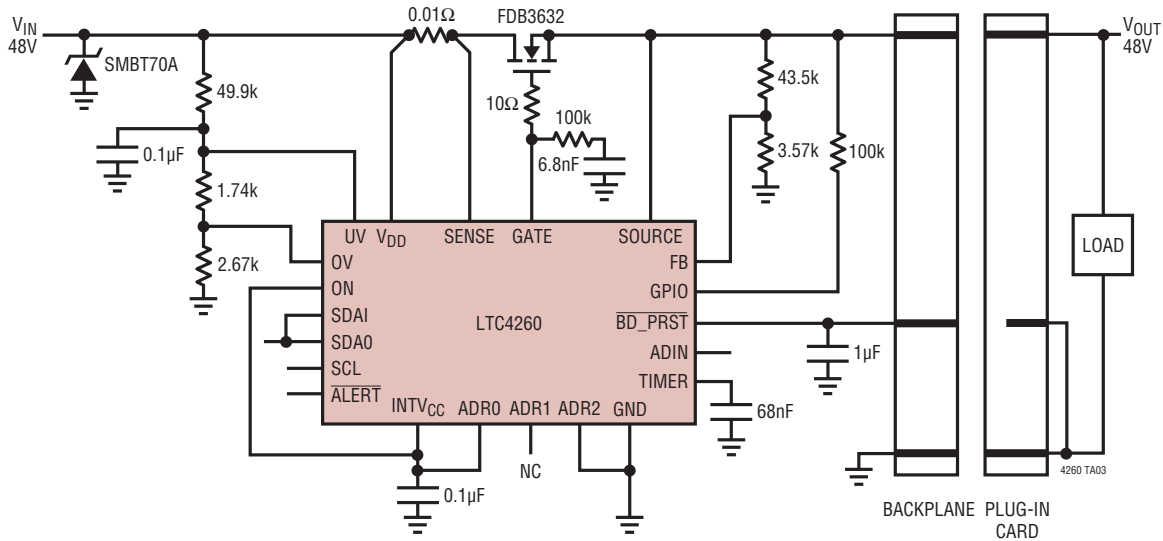 VIN
48V
SMBT70A
49.9k
0.1µF
1.74k
2.67k
0.01Ω
FDB3632
10Ω
100k
6.8nF
43.5k
3.57k
100k
VOUT
48V
UV
VDD
SENSE
GATE
SOURCE
OV
ON
SDAI
SDA0
SCL
ALERT
LTC4260
FB
GPIO
BD_PRST
ADIN
TIMER
INTVCC
ADR0
ADR1
ADR2
GND
NC
0.1µF
1µF
68nF
LOAD
4260 TA03
BACKPLANE
PLUG-IN
CARD